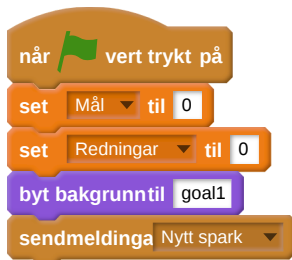 når vert trykt på
set Mål til 0
set Redningar til 0
byt bakgrunntil goal1
sendmeldinga Nytt spark